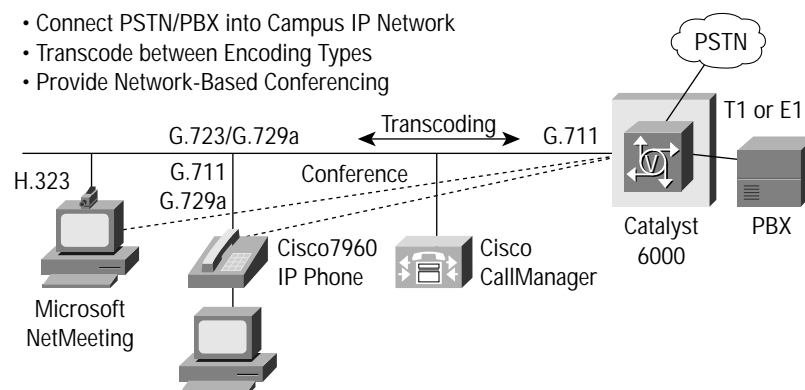 • Connect PSTN/PBX into Campus IP Network
• Transcode between Encoding Types
• Provide Network-Based Conferencing
PSTN
T1 or E1
G.723/G.729a
Transcoding
G.711
H.323
G.711
G.729a
Conference
V
Cisco7960
IP Phone
Cisco
CallManager
Catalyst
6000
PBX
Microsoft
NetMeeting